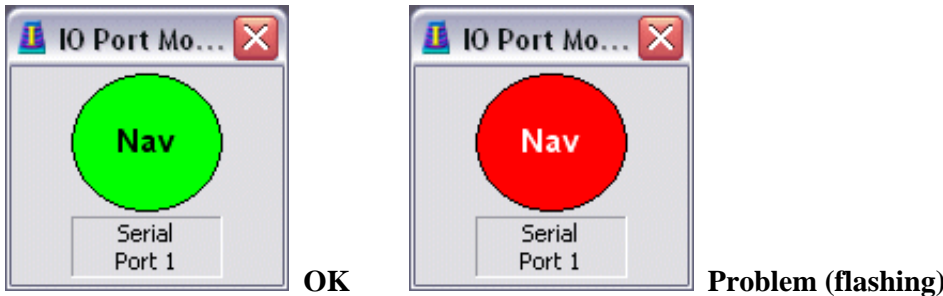 IO Port Mo...
Nav
Serial
Port 1
OK
IO Port Mo...
Nav
Serial
Port 1
Problem (flashing)